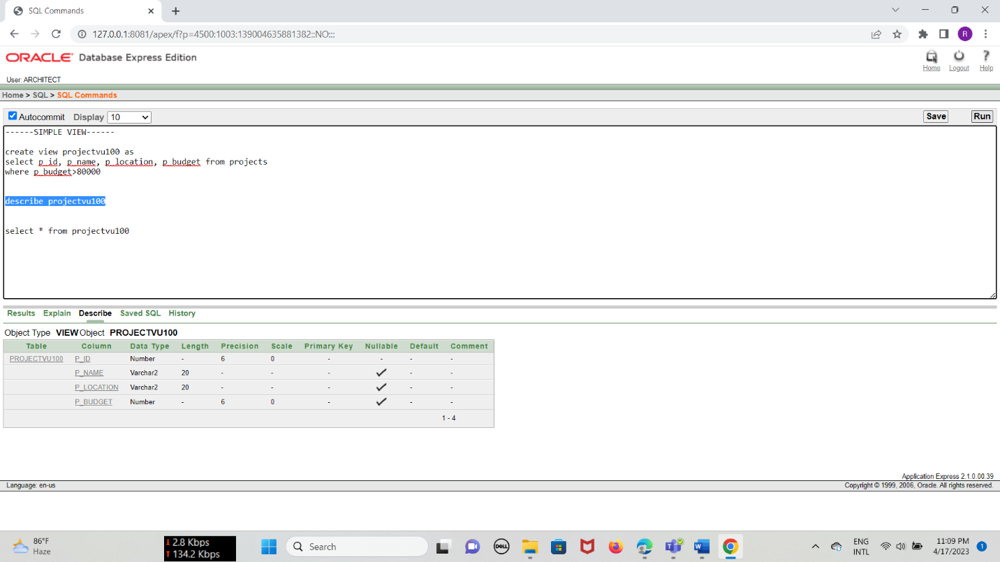 SQL Commands
127.0.0.1:8081/apex/f?p=4500:1003:139004635881382::NO:::
R
ORACLE Database Express Edition
Home Logout Help
User: ARCHITECT
Home > SQL > SQL Commands
Autocommit Display 10 Save Run
------SIMPLE VIEW------
create view projectvu100 as
select p_id, p_name, p_location, p_budget from projects
where p_budget>80000
describe projectvu100
select * from projectvu100
Results Explain Describe Saved SQL History
Object Type VIEW Object PROJECTVU100
Table Column Data Type Length Precision Scale Primary Key Nullable Default Comment
PROJECTVU100 P_ID Number - 6 0 - - - -
P_NAME Varchar2 20 - - - - -
P_LOCATION Varchar2 20 - - - - -
P_BUDGET Number - 6 0 - - -
1 - 4
Application Express 2.1.0.00.39
Language: en-us Copyright © 1999, 2006, Oracle. All rights reserved.
86°F
Haze
2.8 Kbps
134.2 Kbps
Search
DELL
ENG
INTL
11:09 PM
4/17/2023
1